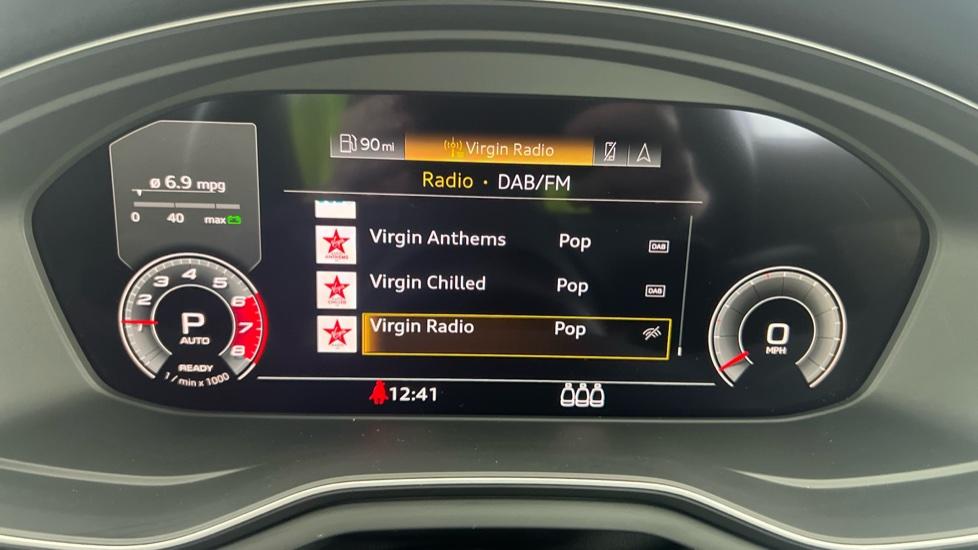 90 mi Virgin Radio
Radio · DAB/FM
ø 6.9 mpg
0 40 max
Virgin Anthems Pop DAB
Virgin Chilled Pop DAB
Virgin Radio Pop
2 3 4 5 6 7 8
P
AUTO
READY
1 / min x 1000
0
MPH
12:41